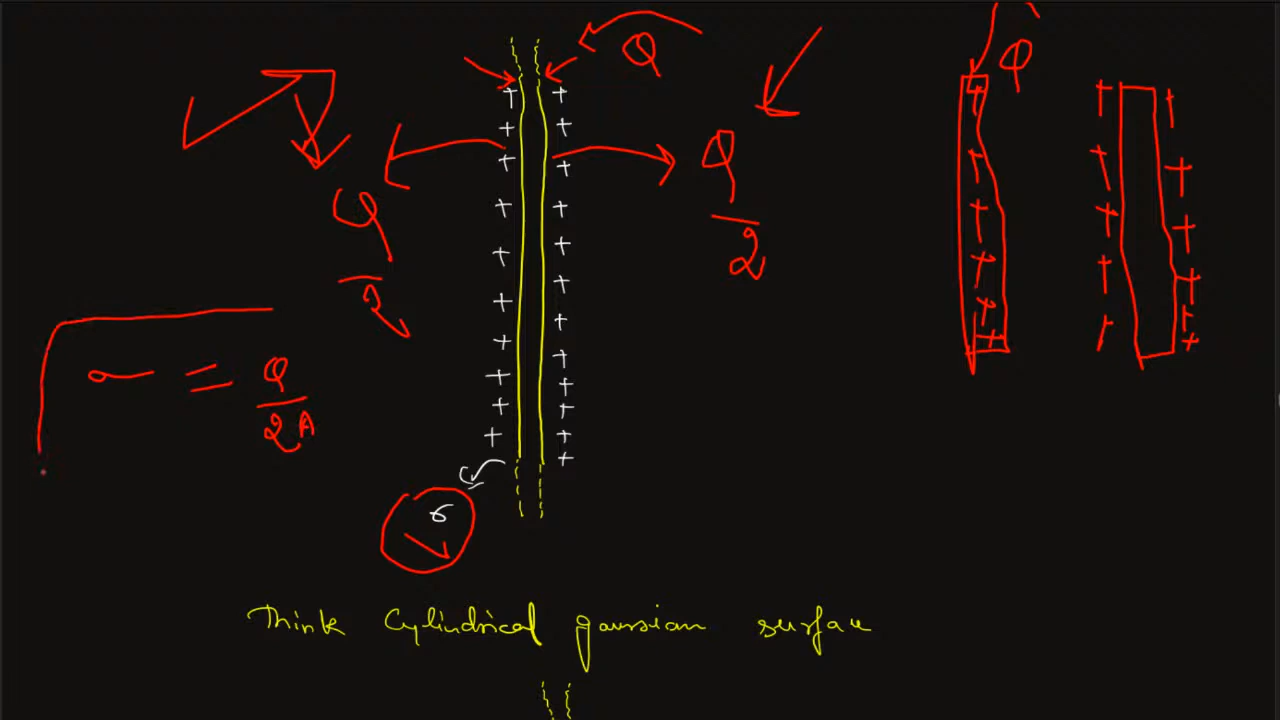 Q
Q
Q/2
Q/2
σ = Q/2A
σ
Think Cylindrical gaussian surface